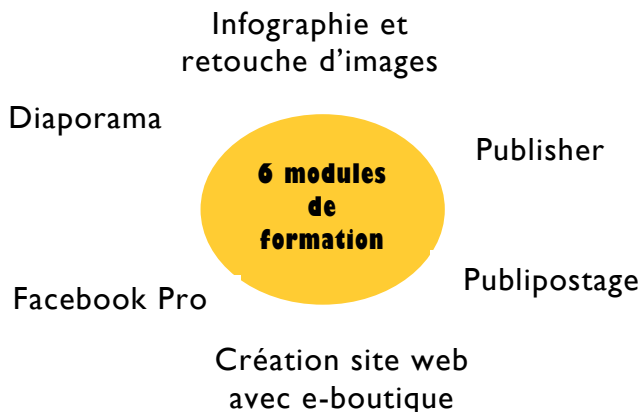 Infographie et
retouche d’images
Diaporama
Publisher
6 modules
de
formation
Publipostage
Facebook Pro
Création site web
avec e-boutique